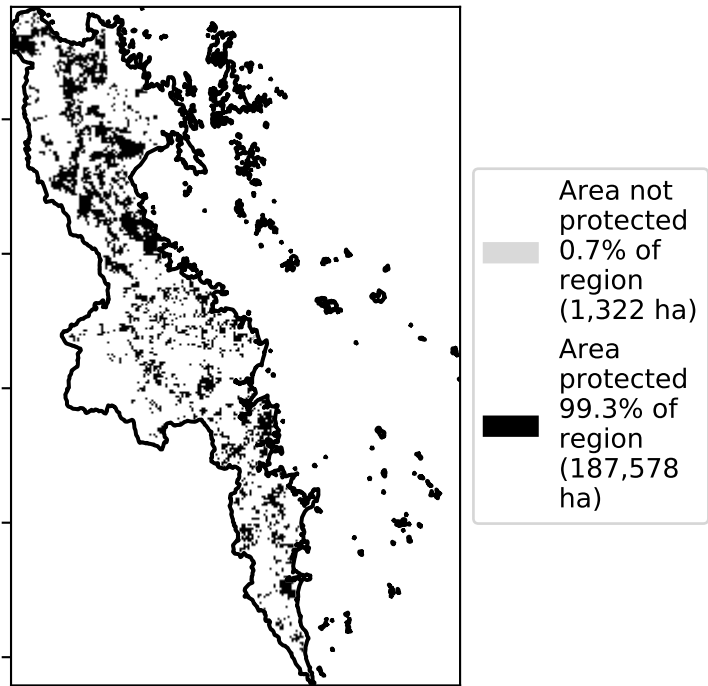 Area not
protected
0.7% of
region
(1,322 ha)
Area
protected
99.3% of
region
(187,578
ha)